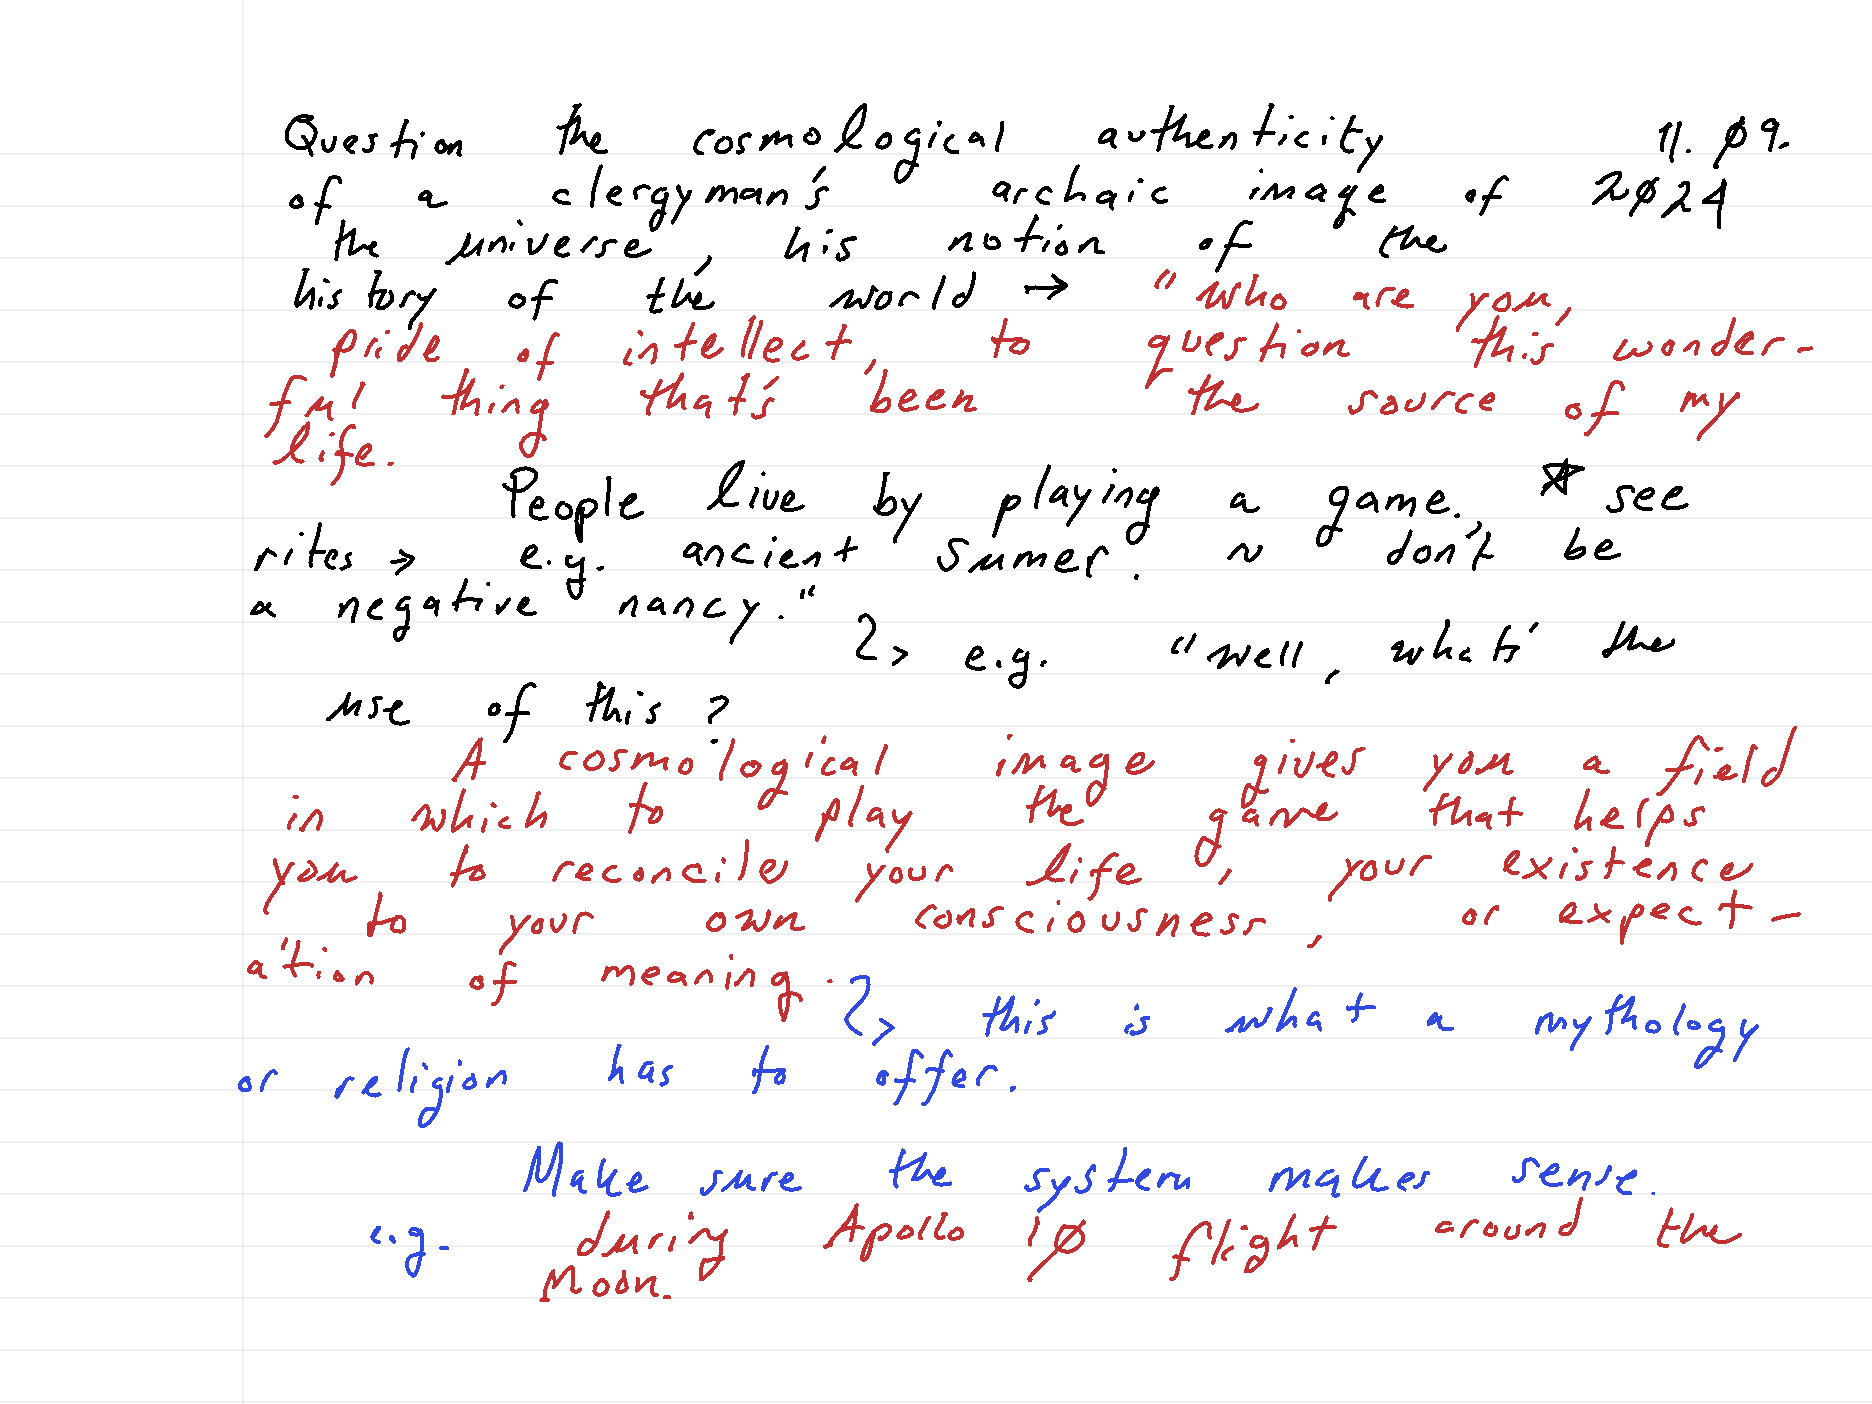 Question the cosmological authenticity 11. Ø9.
of a clergyman's archaic image of 2Ø24
the universe, his notion of the
history of the world → "who are you,
pride of intellect, to question this wonder-
ful thing that's been the source of my
life.
People live by playing a game. ☆ see
rites → e.g. ancient Sumer. ~ don't be
a negative nancy."
↳ e.g. "well, what's the
use of this?
A cosmological image gives you a field
in which to play the game that helps
you to reconcile your life, your existence
to your own consciousness, or expect-
ation of meaning.
↳ this is what a mythology
or religion has to offer.
Make sure the system makes sense.
e.g. during Apollo 1Ø flight around the
Moon.